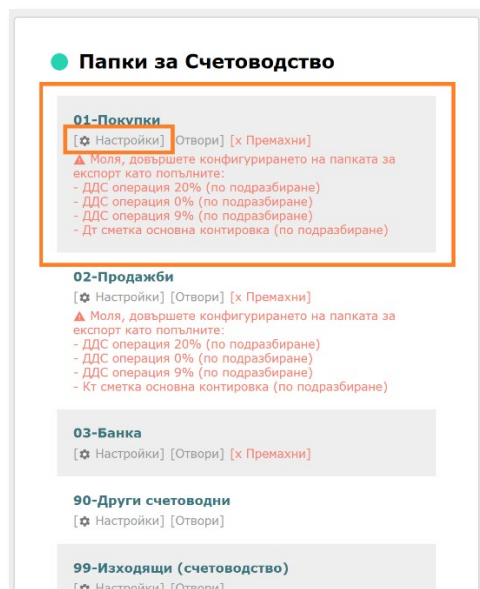 Папки за Счетоводство
01-Покупки
[⚙ Настройки] [Отвори] [x Премахни]
⚠ Моля, довършете конфигурирането на папката за
експорт като попълните:
- ДДС операция 20% (по подразбиране)
- ДДС операция 0% (по подразбиране)
- ДДС операция 9% (по подразбиране)
- Дт сметка основна контировка (по подразбиране)
02-Продажби
[⚙ Настройки] [Отвори] [x Премахни]
⚠ Моля, довършете конфигурирането на папката за
експорт като попълните:
- ДДС операция 20% (по подразбиране)
- ДДС операция 0% (по подразбиране)
- ДДС операция 9% (по подразбиране)
- Кт сметка основна контировка (по подразбиране)
03-Банка
[⚙ Настройки] [Отвори] [x Премахни]
90-Други счетоводни
[⚙ Настройки] [Отвори]
99-Изходящи (счетоводство)
[⚙ Настройки] [Отвори]